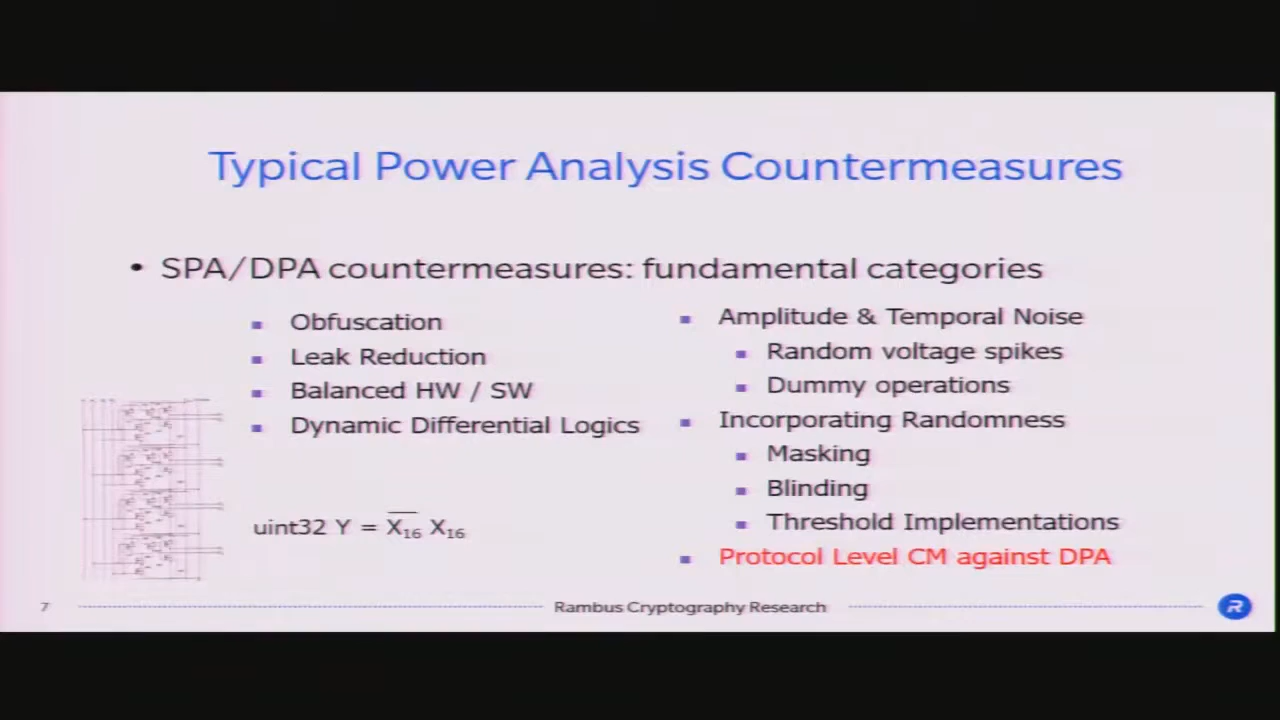 Typical Power Analysis Countermeasures
• SPA/DPA countermeasures: fundamental categories
▪ Obfuscation
▪ Leak Reduction
▪ Balanced HW / SW
▪ Dynamic Differential Logics
uint32 Y = X̅₁₆ X₁₆
▪ Amplitude & Temporal Noise
▪ Random voltage spikes
▪ Dummy operations
▪ Incorporating Randomness
▪ Masking
▪ Blinding
▪ Threshold Implementations
▪ Protocol Level CM against DPA
7
Rambus Cryptography Research
R